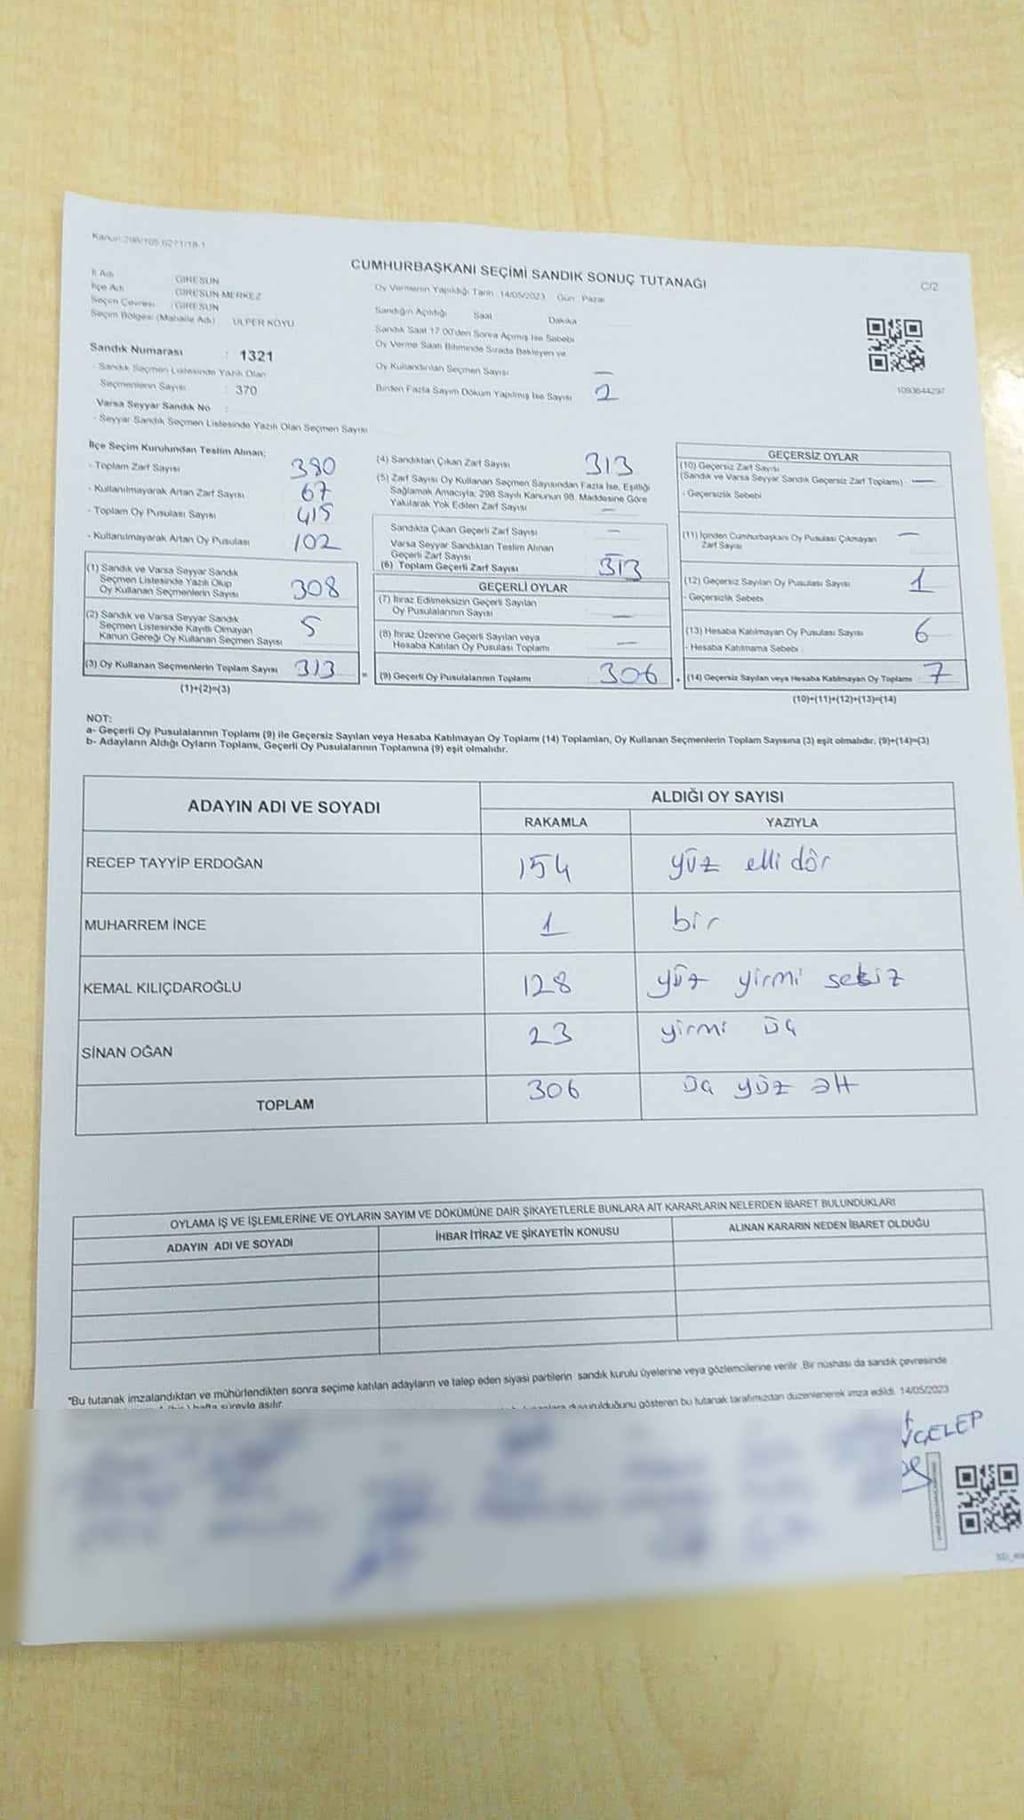 Kanun:298/105 6271/18-1
CUMHURBAŞKANI SEÇİMİ SANDIK SONUÇ TUTANAĞI
C/2
İl Adı GİRESUN
İlçe Adı GİRESUN MERKEZ
Seçim Çevresi : GİRESUN
Seçim Bölgesi (Mahalle Adı) ÜLPER KÖYÜ
Oy Vermenin Yapıldığı Tarih : 14/05/2023 Gün : Pazar
Sandığın Açıldığı Saat Dakika
Sandık Saat 17.00'den Sonra Açılmış İse Sebebi
Oy Verme Saati Bitiminde Sırada Bekleyen ve
Oy Kullandırılan Seçmen Sayısı —
Birden Fazla Sayım Döküm Yapılmış İse Sayısı 2
1093644297
Sandık Numarası : 1321
- Sandık Seçmen Listesinde Yazılı Olan
Seçmenlerin Sayısı : 370
Varsa Seyyar Sandık No :
- Seyyar Sandık Seçmen Listesinde Yazılı Olan Seçmen Sayısı
İlçe Seçim Kurulundan Teslim Alınan;
- Toplam Zarf Sayısı 380
- Kullanılmayarak Artan Zarf Sayısı 67
- Toplam Oy Pusulası Sayısı 415
- Kullanılmayarak Artan Oy Pusulası 102
(1) Sandık ve Varsa Seyyar Sandık
Seçmen Listesinde Yazılı Olup
Oy Kullanan Seçmenlerin Sayısı 308
(2) Sandık ve Varsa Seyyar Sandık
Seçmen Listesinde Kayıtlı Olmayan
Kanun Gereği Oy Kullanan Seçmen Sayısı 5
(3) Oy Kullanan Seçmenlerin Toplam Sayısı 313
(1)+(2)=(3)
(4) Sandıktan Çıkan Zarf Sayısı 313
(5) Zarf Sayısı Oy Kullanan Seçmen Sayısından Fazla İse, Eşitliği
Sağlamak Amacıyla, 298 Sayılı Kanunun 98. Maddesine Göre
Yakılarak Yok Edilen Zarf Sayısı —
Sandıkta Çıkan Geçerli Zarf Sayısı —
Varsa Seyyar Sandıktan Teslim Alınan
Geçerli Zarf Sayısı —
(6) Toplam Geçerli Zarf Sayısı 313
GEÇERLİ OYLAR
(7) İtiraz Edilmeksizin Geçerli Sayılan
Oy Pusulalarının Sayısı —
(8) İtiraz Üzerine Geçerli Sayılan veya
Hesaba Katılan Oy Pusulası Toplamı —
= (9) Geçerli Oy Pusulalarının Toplamı 306
GEÇERSİZ OYLAR
(10) Geçersiz Zarf Sayısı
(Sandık ve Varsa Seyyar Sandık Geçersiz Zarf Toplamı) —
- Geçersizlik Sebebi
(11) İçinden Cumhurbaşkanı Oy Pusulası Çıkmayan
Zarf Sayısı —
(12) Geçersiz Sayılan Oy Pusulası Sayısı 1
- Geçersizlik Sebebi
(13) Hesaba Katılmayan Oy Pusulası Sayısı 6
- Hesaba Katılmama Sebebi
+ (14) Geçersiz Sayılan veya Hesaba Katılmayan Oy Toplamı 7
(10)+(11)+(12)+(13)=(14)
NOT:
a- Geçerli Oy Pusulalarının Toplamı (9) ile Geçersiz Sayılan veya Hesaba Katılmayan Oy Toplamı (14) Toplamları, Oy Kullanan Seçmenlerin Toplam Sayısına (3) eşit olmalıdır. (9)+(14)=(3)
b- Adayların Aldığı Oyların Toplamı, Geçerli Oy Pusulalarının Toplamına (9) eşit olmalıdır.
ADAYIN ADI VE SOYADI
ALDIĞI OY SAYISI
RAKAMLA YAZIYLA
RECEP TAYYİP ERDOĞAN 154 yüz elli dör
MUHARREM İNCE 1 bir
KEMAL KILIÇDAROĞLU 128 yüz yirmi sekiz
SİNAN OĞAN 23 yirmi üç
TOPLAM 306 üç yüz altı
OYLAMA İŞ VE İŞLEMLERİNE VE OYLARIN SAYIM VE DÖKÜMÜNE DAİR ŞİKAYETLERLE BUNLARA AİT KARARLARIN NELERDEN İBARET BULUNDUKLARI
ADAYIN ADI VE SOYADI İHBAR İTİRAZ VE ŞİKAYETİN KONUSU ALINAN KARARIN NEDEN İBARET OLDUĞU
*Bu tutanak imzalandıktan ve mühürlendikten sonra seçime katılan adayların ve talep eden siyasi partilerin sandık kurulu üyelerine veya gözlemcilerine verilir. Bir nüshası da sandık çevresinde
hafta süreyle asılır.
duyurulduğunu gösteren bu tutanak tarafımızdan düzenlenerek imza edildi. 14/05/2023